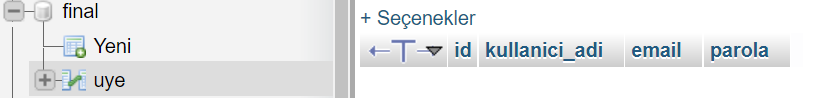 final
Yeni
uye
+ Seçenekler
id kullanici_adi email parola